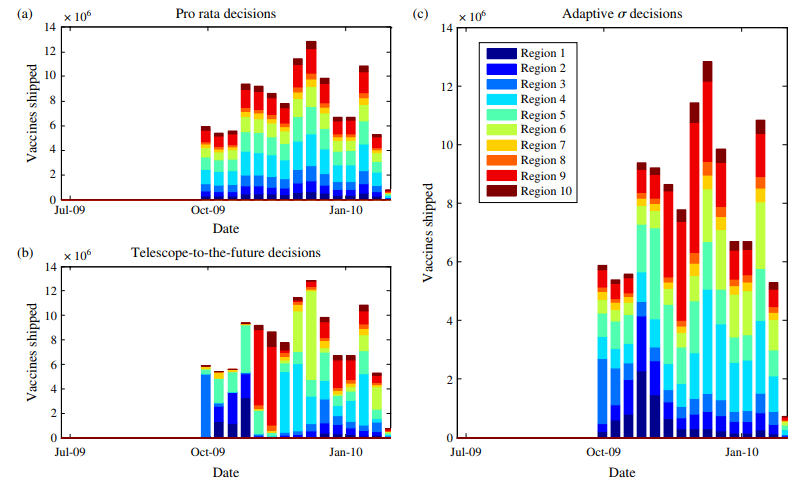 (a)
Pro rata decisions
× 10⁶
14
12
10
8
6
4
2
0
Vaccines shipped
Jul-09 Oct-09 Jan-10
Date
(b)
Telescope-to-the-future decisions
× 10⁶
14
12
10
8
6
4
2
0
Vaccines shipped
Jul-09 Oct-09 Jan-10
Date
(c)
Adaptive σ decisions
× 10⁶
14
12
10
8
6
4
2
0
Vaccines shipped
Region 1
Region 2
Region 3
Region 4
Region 5
Region 6
Region 7
Region 8
Region 9
Region 10
Jul-09 Oct-09 Jan-10
Date